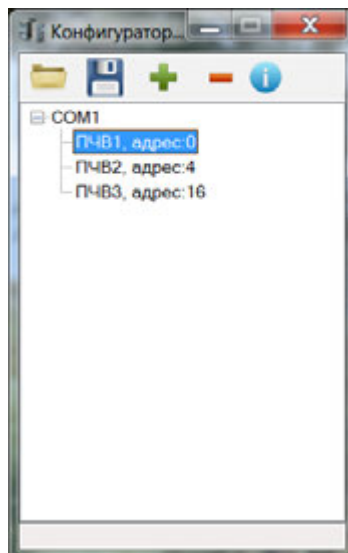 Конфигуратор...
COM1
ПЧВ1, адрес:0
ПЧВ2, адрес:4
ПЧВ3, адрес:16